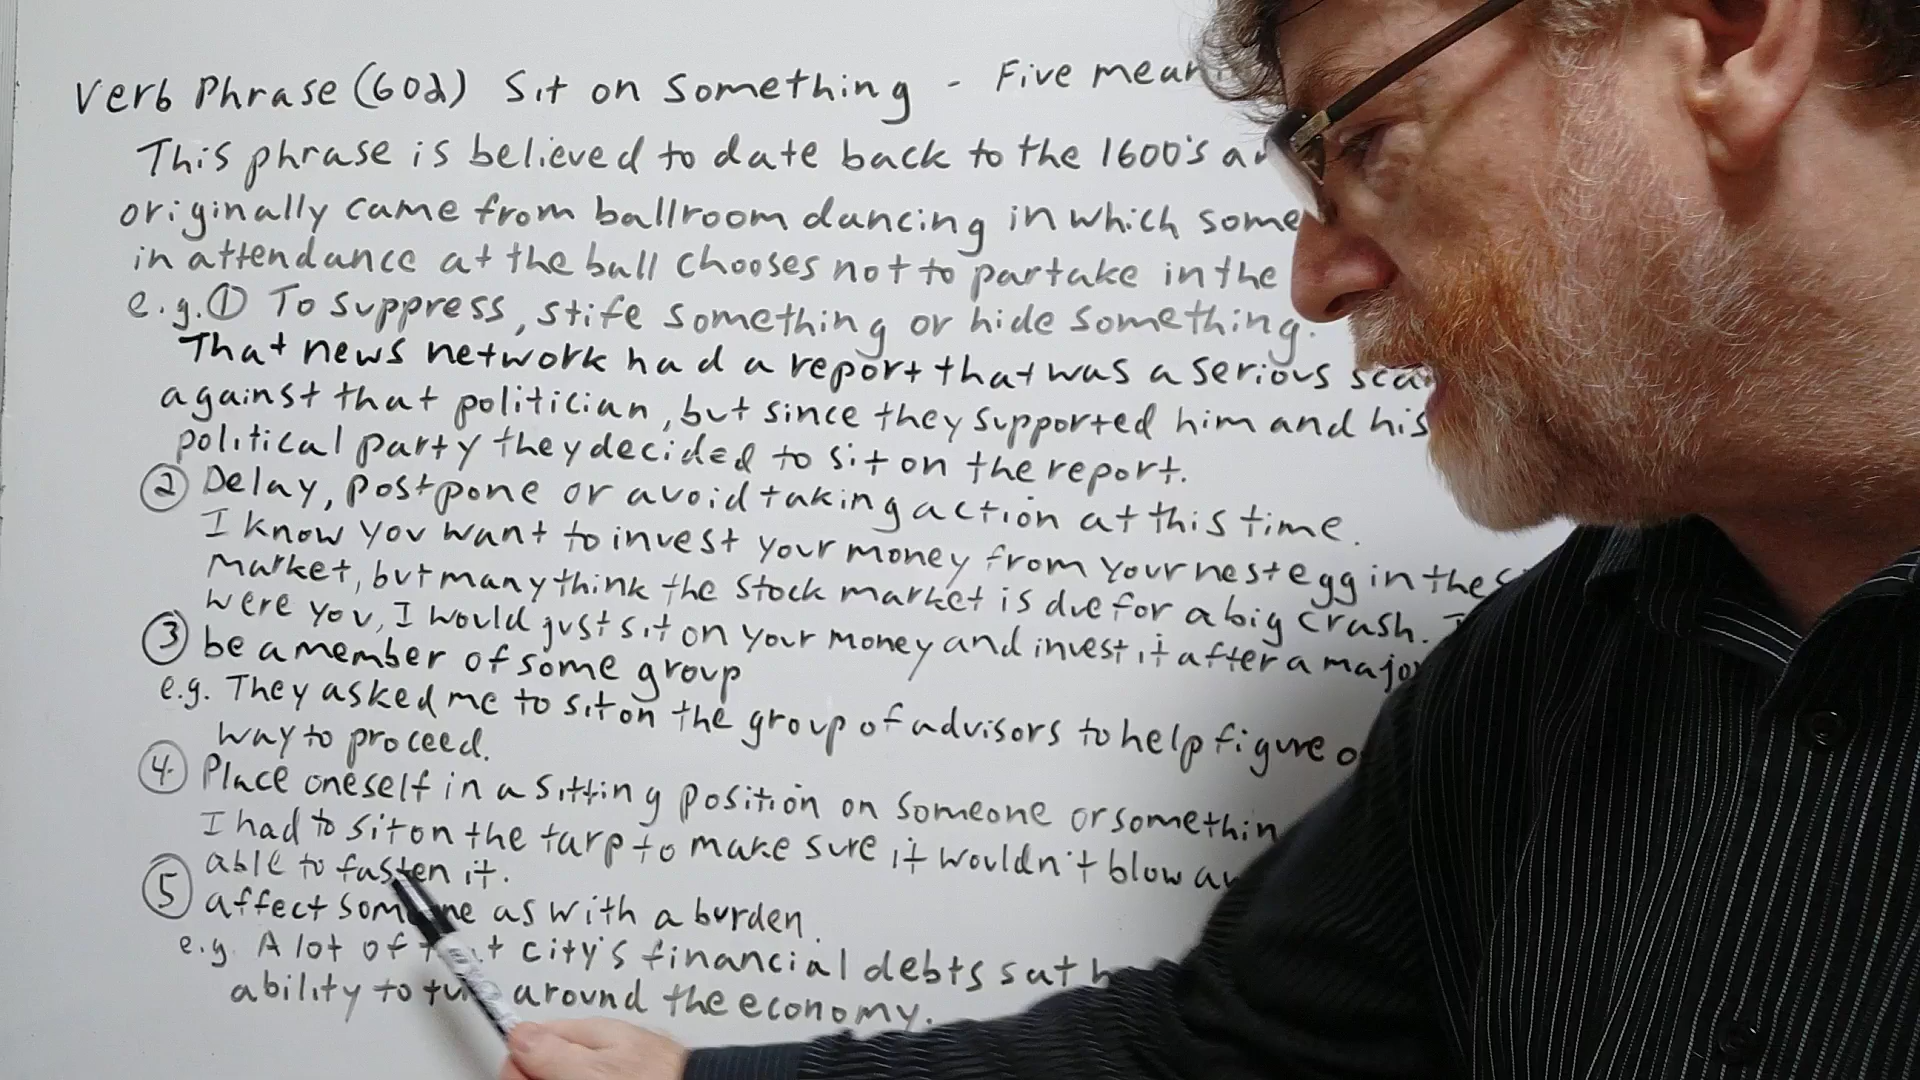 Verb Phrase (602) Sit on Something - Five
This phrase is believed to date back to the 1600's
originally came from ballroom dancing in which some
in attendance at the ball chooses not to partake in the
e.g. ① To suppress, stife something or hide something.
That news network had a report that was a serious
against that politician, but since they supported him and his
political party they decided to sit on the report.
② Delay, postpone or avoid taking action at this time.
I know you want to invest your money from your nest egg in the
Market, but many think the stock market is due for a big crash.
were you, I would just sit on your money and invest it after a
③ be a member of some group
e.g. They asked me to sit on the group of advisors to help figure
way to proceed.
④ Place oneself in a sitting position on someone or
I had to sit on the tarp to make sure it wouldn't blow
able to fasten it.
⑤ affect as with a burden.
e.g. A lot of city's financial debts sat
ability to around the economy.